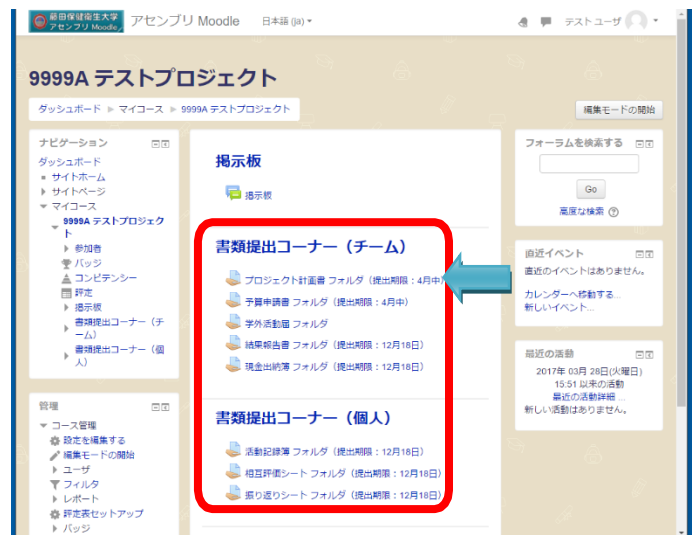 藤田保健衛生大学
アセンブリ Moodle
アセンブリ Moodle
日本語 (ja)
テスト ユーザ
9999A テストプロジェクト
ダッシュボード
マイコース
9999A テストプロジェクト
編集モードの開始
ナビゲーション
ダッシュボード
サイトホーム
サイトページ
マイコース
9999A テストプロジェク
ト
参加者
バッジ
コンピテンシー
評定
掲示板
書類提出コーナー（チ
ーム）
書類提出コーナー（個
人）
管理
コース管理
設定を編集する
編集モードの開始
ユーザ
フィルタ
レポート
評定表セットアップ
バッジ
掲示板
掲示板
書類提出コーナー（チーム）
プロジェクト計画書 フォルダ（提出期限：4月中）
予算申請書 フォルダ（提出期限：4月中）
学外活動届 フォルダ
結果報告書 フォルダ（提出期限：12月18日）
現金出納簿 フォルダ（提出期限：12月18日）
書類提出コーナー（個人）
活動記録簿 フォルダ（提出期限：12月18日）
相互評価シート フォルダ（提出期限：12月18日）
振り返りシート フォルダ（提出期限：12月18日）
フォーラムを検索する
Go
高度な検索
直近イベント
直近のイベントはありません。
カレンダーへ移動する...
新しいイベント...
最近の活動
2017年 03月 28日(火曜日)
15:51 以来の活動
最近の活動詳細 ...
新しい活動はありません。